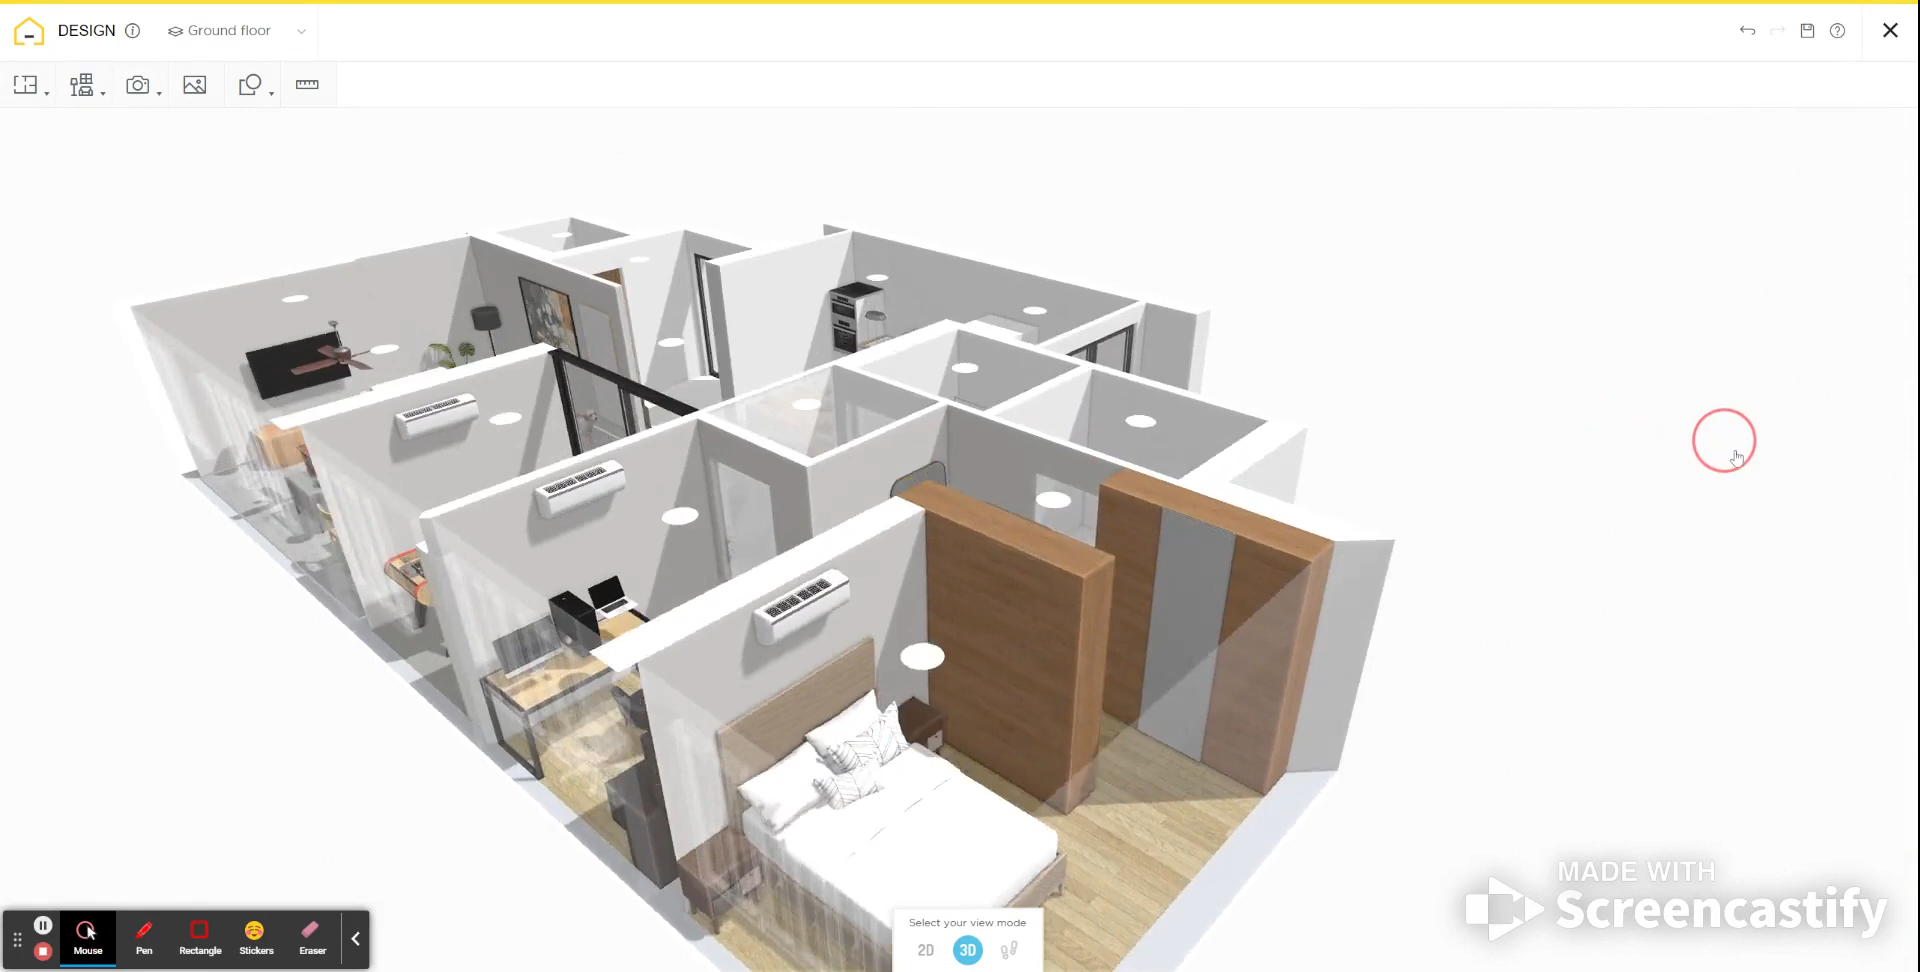 DESIGN
Ground floor
Select your view mode
2D
3D
Mouse
Pen
Rectangle
Stickers
Eraser
MADE WITH
Screencastify